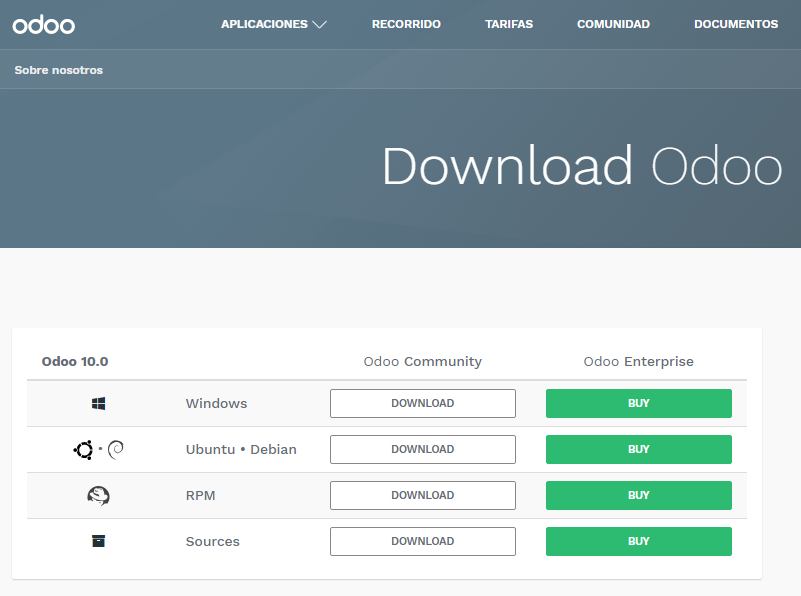 odoo
APLICACIONES RECORRIDO TARIFAS COMUNIDAD DOCUMENTOS
Sobre nosotros
Download Odoo
Odoo 10.0 Odoo Community Odoo Enterprise
Windows DOWNLOAD BUY
Ubuntu • Debian DOWNLOAD BUY
RPM DOWNLOAD BUY
Sources DOWNLOAD BUY